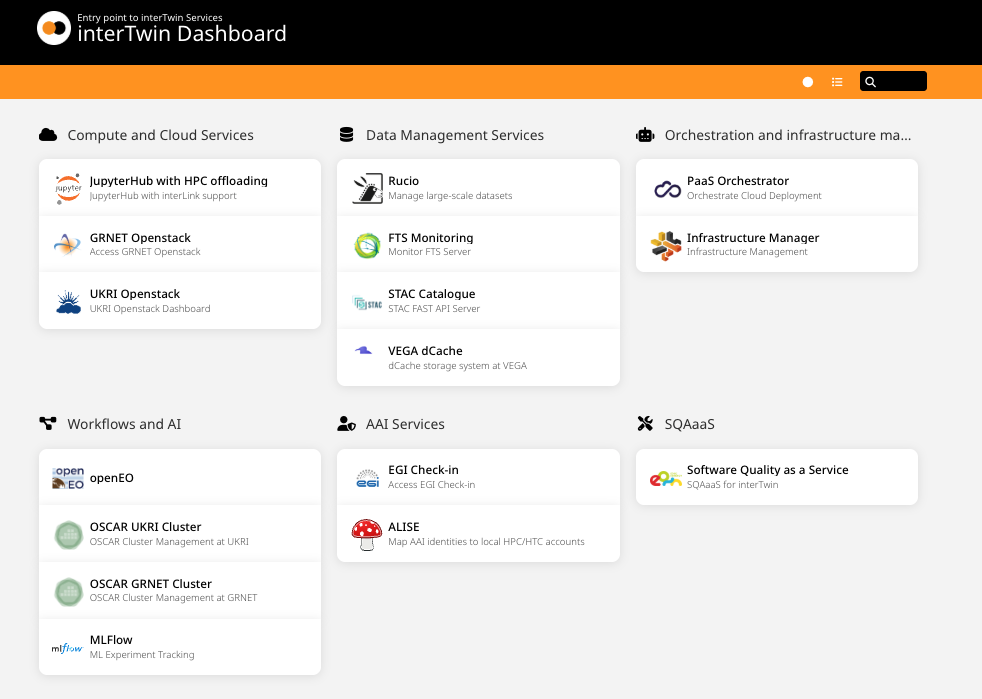 Entry point to interTwin Services
interTwin Dashboard
Compute and Cloud Services
jupyter
JupyterHub with HPC offloading
JupyterHub with interLink support
GRNET Openstack
Access GRNET Openstack
UKRI Openstack
UKRI Openstack Dashboard
Data Management Services
Rucio
Manage large-scale datasets
FTS Monitoring
Monitor FTS Server
STAC
STAC Catalogue
STAC FAST API Server
VEGA dCache
dCache storage system at VEGA
Orchestration and infrastructure ma...
PaaS Orchestrator
Orchestrate Cloud Deployment
Infrastructure Manager
Infrastructure Management
Workflows and AI
open
EO
openEO
OSCAR UKRI Cluster
OSCAR Cluster Management at UKRI
OSCAR GRNET Cluster
OSCAR Cluster Management at GRNET
mlflow
MLFlow
ML Experiment Tracking
AAI Services
egi
EGI Check-in
Access EGI Check-in
ALISE
Map AAI identities to local HPC/HTC accounts
SQAaaS
Software Quality as a Service
SQAaaS for interTwin